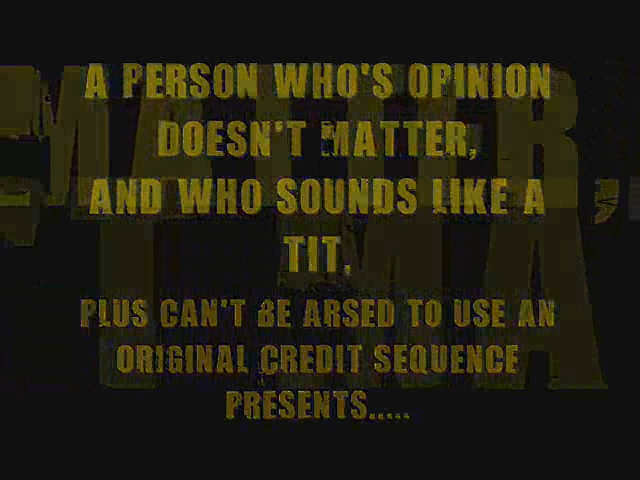 A PERSON WHO'S OPINION
DOESN'T MATTER,
AND WHO SOUNDS LIKE A
TIT,
PLUS CAN'T BE ARSED TO USE AN
ORIGINAL CREDIT SEQUENCE
PRESENTS.....